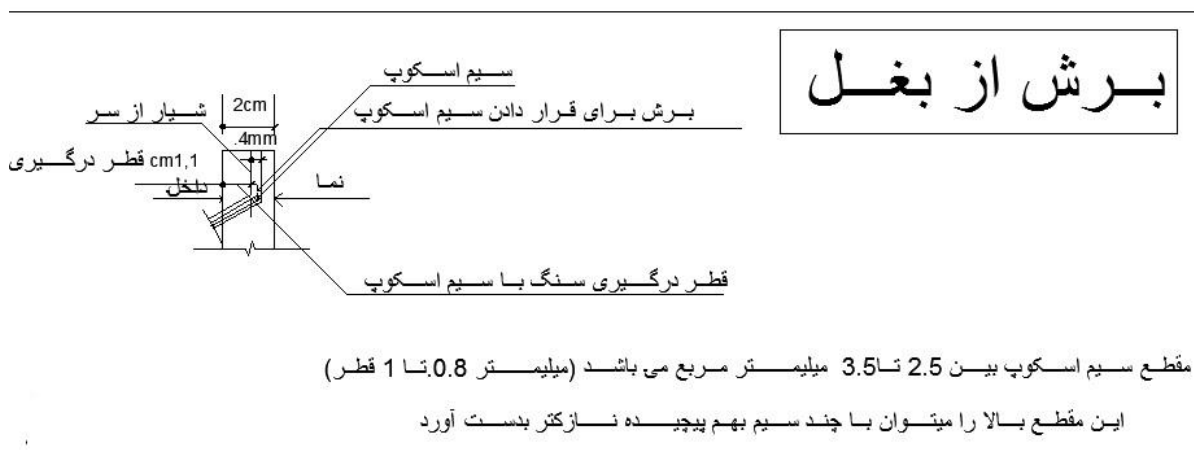 برش از بغل
سیم اسکوپ
برش برای قرار دادن سیم اسکوپ
شیار از سر
2cm
.4mm
cm1,1 قطر درگیری
داخل
نما
قطر درگیری سنگ با سیم اسکوپ
مقطع سیم اسکوپ بین 2.5 تا3.5 میلیمتر مربع می باشد (میلیمتر 0.8.تا 1 قطر)
این مقطع بالا را میتوان با چند سیم بهم پیچیده نازکتر بدست آورد